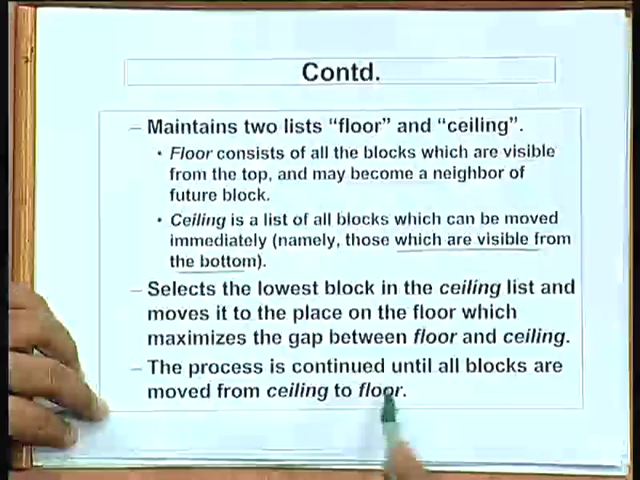 Contd.
– Maintains two lists "floor" and "ceiling".
• Floor consists of all the blocks which are visible
from the top, and may become a neighbor of
future block.
• Ceiling is a list of all blocks which can be moved
immediately (namely, those which are visible from
the bottom).
– Selects the lowest block in the ceiling list and
moves it to the place on the floor which
maximizes the gap between floor and ceiling.
– The process is continued until all blocks are
moved from ceiling to floor.